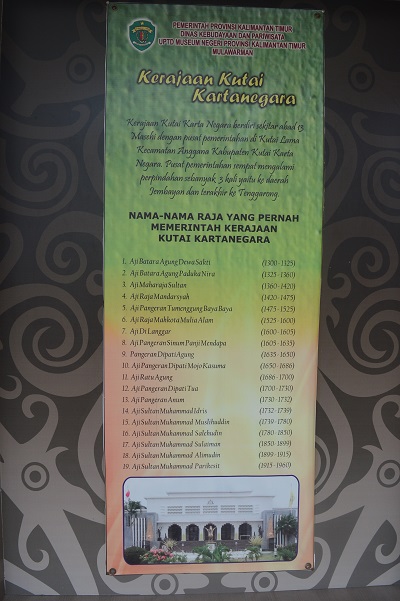 PEMERINTAH PROVINSI KALIMANTAN TIMUR
DINAS KEBUDAYAAN DAN PARIWISATA
UPTD MUSEUM NEGERI PROVINSI KALIMANTAN TIMUR
MULAWARMAN
Kerajaan Kutai
Kartanegara
Kerajaan Kutai Karta Negara berdiri sekitar abad 13
Masehi dengan pusat pemerintahan di Kutai Lama
Kecamatan Anggana Kabupaten Kutai Karta
Negara. Pusat pemerintahan sempat mengalami
perpindahan sebanyak 3 kali yaitu ke daerah
Jembayan dan terakhir ke Tenggarong.
NAMA-NAMA RAJA YANG PERNAH
MEMERINTAH KERAJAAN
KUTAI KARTANEGARA
1. Aji Batara Agung Dewa Sakti (1300-1325)
2. Aji Batara Agung Paduka Nira (1325-1360)
3. Aji Maharaja Sultan (1360-1420)
4. Aji Raja Mandarsyah (1420-1475)
5. Aji Pangeran Tumenggung Baya Baya (1475-1525)
6. Aji Raja Mahkota Mulia Alam (1525-1600)
7. Aji Di Langgar (1600-1605)
8. Aji Pangeran Sinum Panji Mendapa (1605-1635)
9. Pangeran Dipati Agung (1635-1650)
10. Aji Pangeran Dipati Mojo Kusuma (1650-1686)
11. Aji Ratu Agung (1686-1700)
12. Aji Pangeran Dipati Tua (1700-1730)
13. Aji Pangeran Anum (1730-1732)
14. Aji Sultan Muhammad Idris (1732-1739)
15. Aji Sultan Muhammad Muslihuddin (1739-1780)
16. Aji Sultan Muhammad Salehudin (1780-1850)
17. Aji Sultan Muhammad Sulaiman (1850-1899)
18. Aji Sultan Muhammad Alimudin (1899-1915)
19. Aji Sultan Muhammad Parikesit (1915-1960)